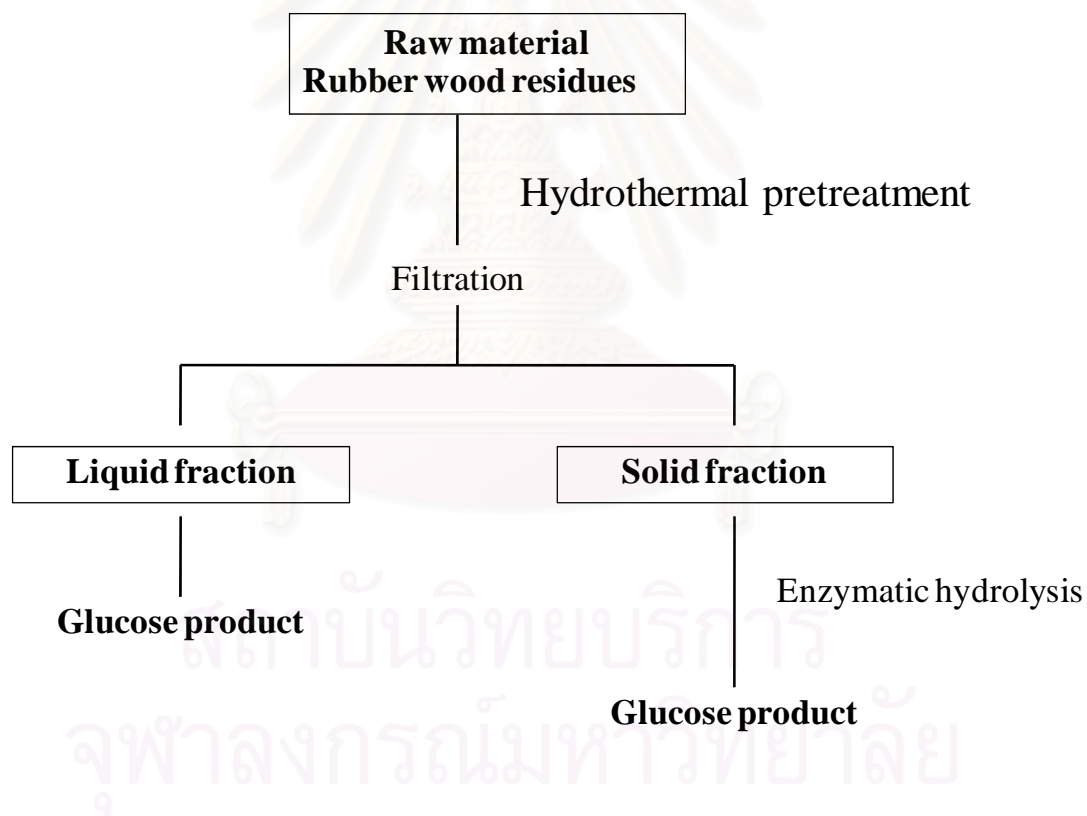 Raw material
Rubber wood residues
Hydrothermal pretreatment
Filtration
Liquid fraction
Solid fraction
Enzymatic hydrolysis
Glucose product
Glucose product
สถาบันวิทยบริการ
จุฬาลงกรณ์มหาวิทยาลัย